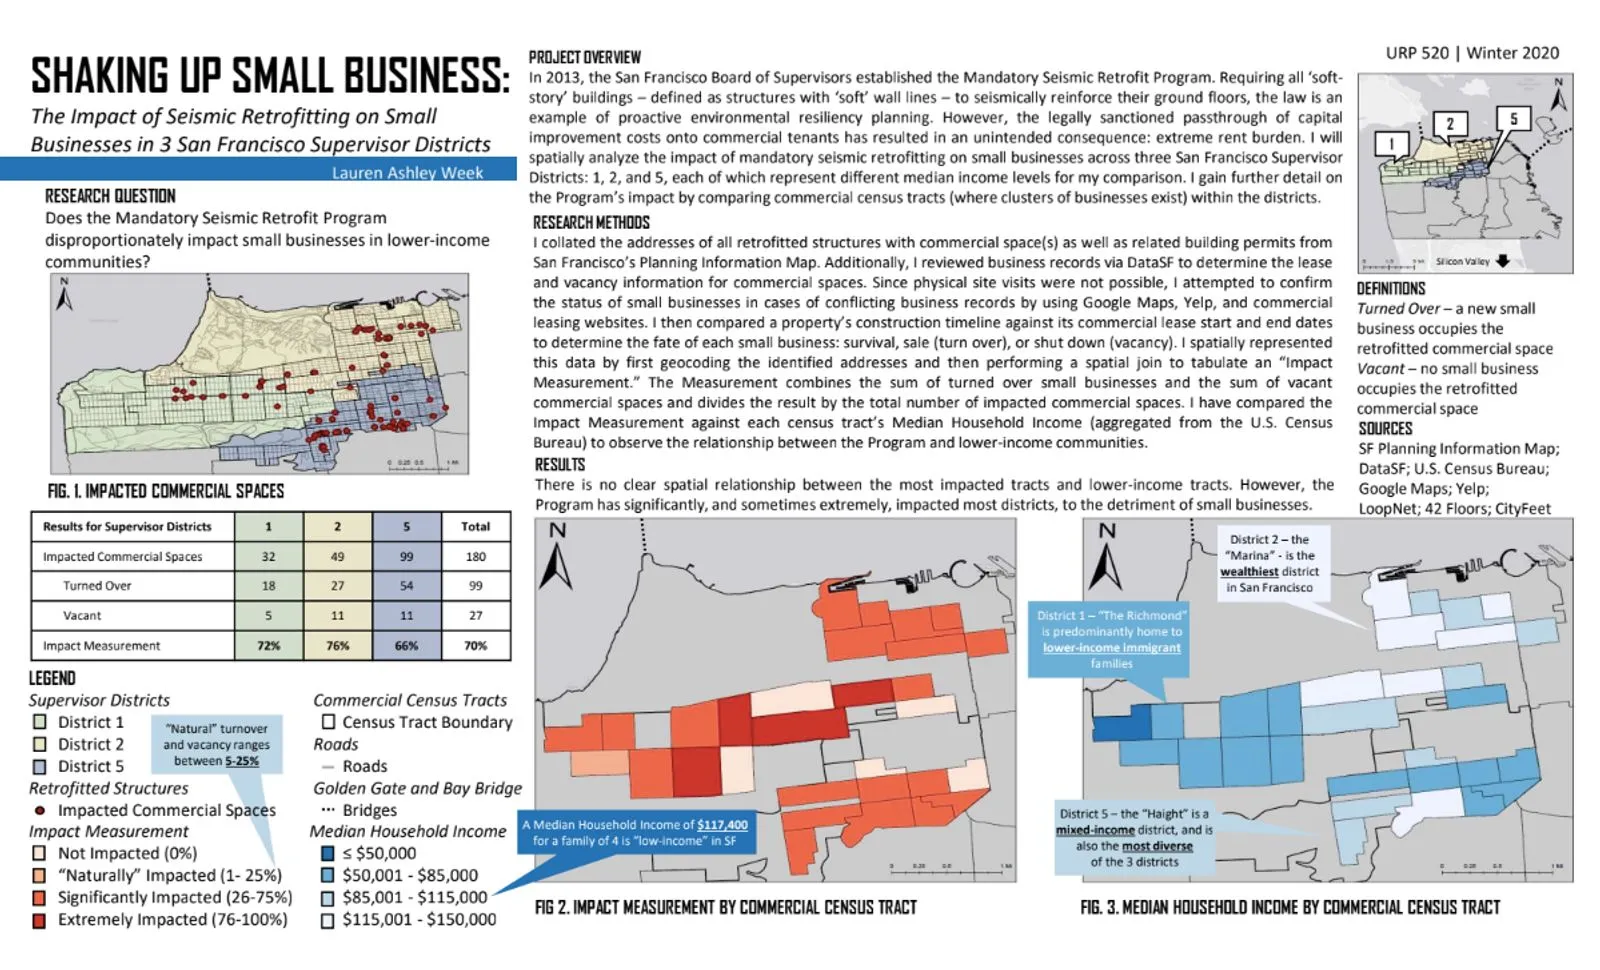 SHAKING UP SMALL BUSINESS:
The Impact of Seismic Retrofitting on Small
Businesses in 3 San Francisco Supervisor Districts
Lauren Ashley Week
RESEARCH QUESTION
Does the Mandatory Seismic Retrofit Program
disproportionately impact small businesses in lower-income
communities?
N
0 0.25 0.5 1 Mi
FIG. 1. IMPACTED COMMERCIAL SPACES
Results for Supervisor Districts 1 2 5 Total
Impacted Commercial Spaces 32 49 99 180
Turned Over 18 27 54 99
Vacant 5 11 11 27
Impact Measurement 72% 76% 66% 70%
LEGEND
Supervisor Districts
District 1
District 2
District 5
Retrofitted Structures
Impacted Commercial Spaces
Impact Measurement
Not Impacted (0%)
"Naturally" Impacted (1- 25%)
Significantly Impacted (26-75%)
Extremely Impacted (76-100%)
"Natural" turnover
and vacancy ranges
between 5-25%
Commercial Census Tracts
Census Tract Boundary
Roads
Roads
Golden Gate and Bay Bridge
Bridges
Median Household Income
≤ $50,000
$50,001 - $85,000
$85,001 - $115,000
$115,001 - $150,000
A Median Household Income of $117,400
for a family of 4 is "low-income" in SF
PROJECT OVERVIEW
In 2013, the San Francisco Board of Supervisors established the Mandatory Seismic Retrofit Program. Requiring all 'soft-
story' buildings – defined as structures with 'soft' wall lines – to seismically reinforce their ground floors, the law is an
example of proactive environmental resiliency planning. However, the legally sanctioned passthrough of capital
improvement costs onto commercial tenants has resulted in an unintended consequence: extreme rent burden. I will
spatially analyze the impact of mandatory seismic retrofitting on small businesses across three San Francisco Supervisor
Districts: 1, 2, and 5, each of which represent different median income levels for my comparison. I gain further detail on
the Program's impact by comparing commercial census tracts (where clusters of businesses exist) within the districts.
RESEARCH METHODS
I collated the addresses of all retrofitted structures with commercial space(s) as well as related building permits from
San Francisco's Planning Information Map. Additionally, I reviewed business records via DataSF to determine the lease
and vacancy information for commercial spaces. Since physical site visits were not possible, I attempted to confirm
the status of small businesses in cases of conflicting business records by using Google Maps, Yelp, and commercial
leasing websites. I then compared a property's construction timeline against its commercial lease start and end dates
to determine the fate of each small business: survival, sale (turn over), or shut down (vacancy). I spatially represented
this data by first geocoding the identified addresses and then performing a spatial join to tabulate an "Impact
Measurement." The Measurement combines the sum of turned over small businesses and the sum of vacant
commercial spaces and divides the result by the total number of impacted commercial spaces. I have compared the
Impact Measurement against each census tract's Median Household Income (aggregated from the U.S. Census
Bureau) to observe the relationship between the Program and lower-income communities.
RESULTS
There is no clear spatial relationship between the most impacted tracts and lower-income tracts. However, the
Program has significantly, and sometimes extremely, impacted most districts, to the detriment of small businesses.
N
FIG 2. IMPACT MEASUREMENT BY COMMERCIAL CENSUS TRACT
N
District 2 – the
"Marina" - is the
wealthiest district
in San Francisco
District 1 – "The Richmond"
is predominantly home to
lower-income immigrant
families
District 5 – the "Haight" is a
mixed-income district, and is
also the most diverse
of the 3 districts
FIG. 3. MEDIAN HOUSEHOLD INCOME BY COMMERCIAL CENSUS TRACT
URP 520 | Winter 2020
N
1
2
5
Silicon Valley
DEFINITIONS
Turned Over – a new small
business occupies the
retrofitted commercial space
Vacant – no small business
occupies the retrofitted
commercial space
SOURCES
SF Planning Information Map;
DataSF; U.S. Census Bureau;
Google Maps; Yelp;
LoopNet; 42 Floors; CityFeet